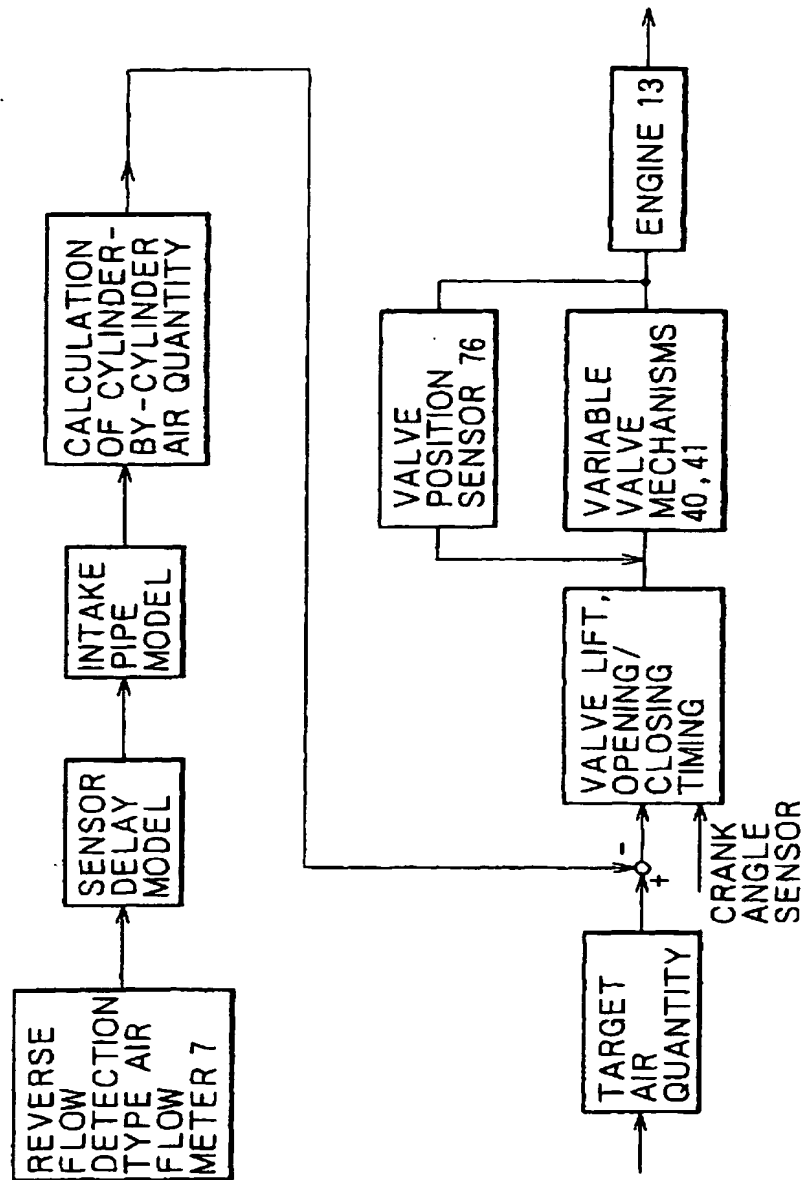 REVERSE
FLOW
DETECTION
TYPE AIR
FLOW
METER 7
SENSOR
DELAY
MODEL
INTAKE
PIPE
MODEL
CALCULATION
OF CYLINDER-
BY-CYLINDER
AIR QUANTITY
TARGET
AIR
QUANTITY
+
-
CRANK
ANGLE
SENSOR
VALVE LIFT,
OPENING/
CLOSING
TIMING
VALVE
POSITION
SENSOR 76
VARIABLE
VALVE
MECHANISMS
40,41
ENGINE 13